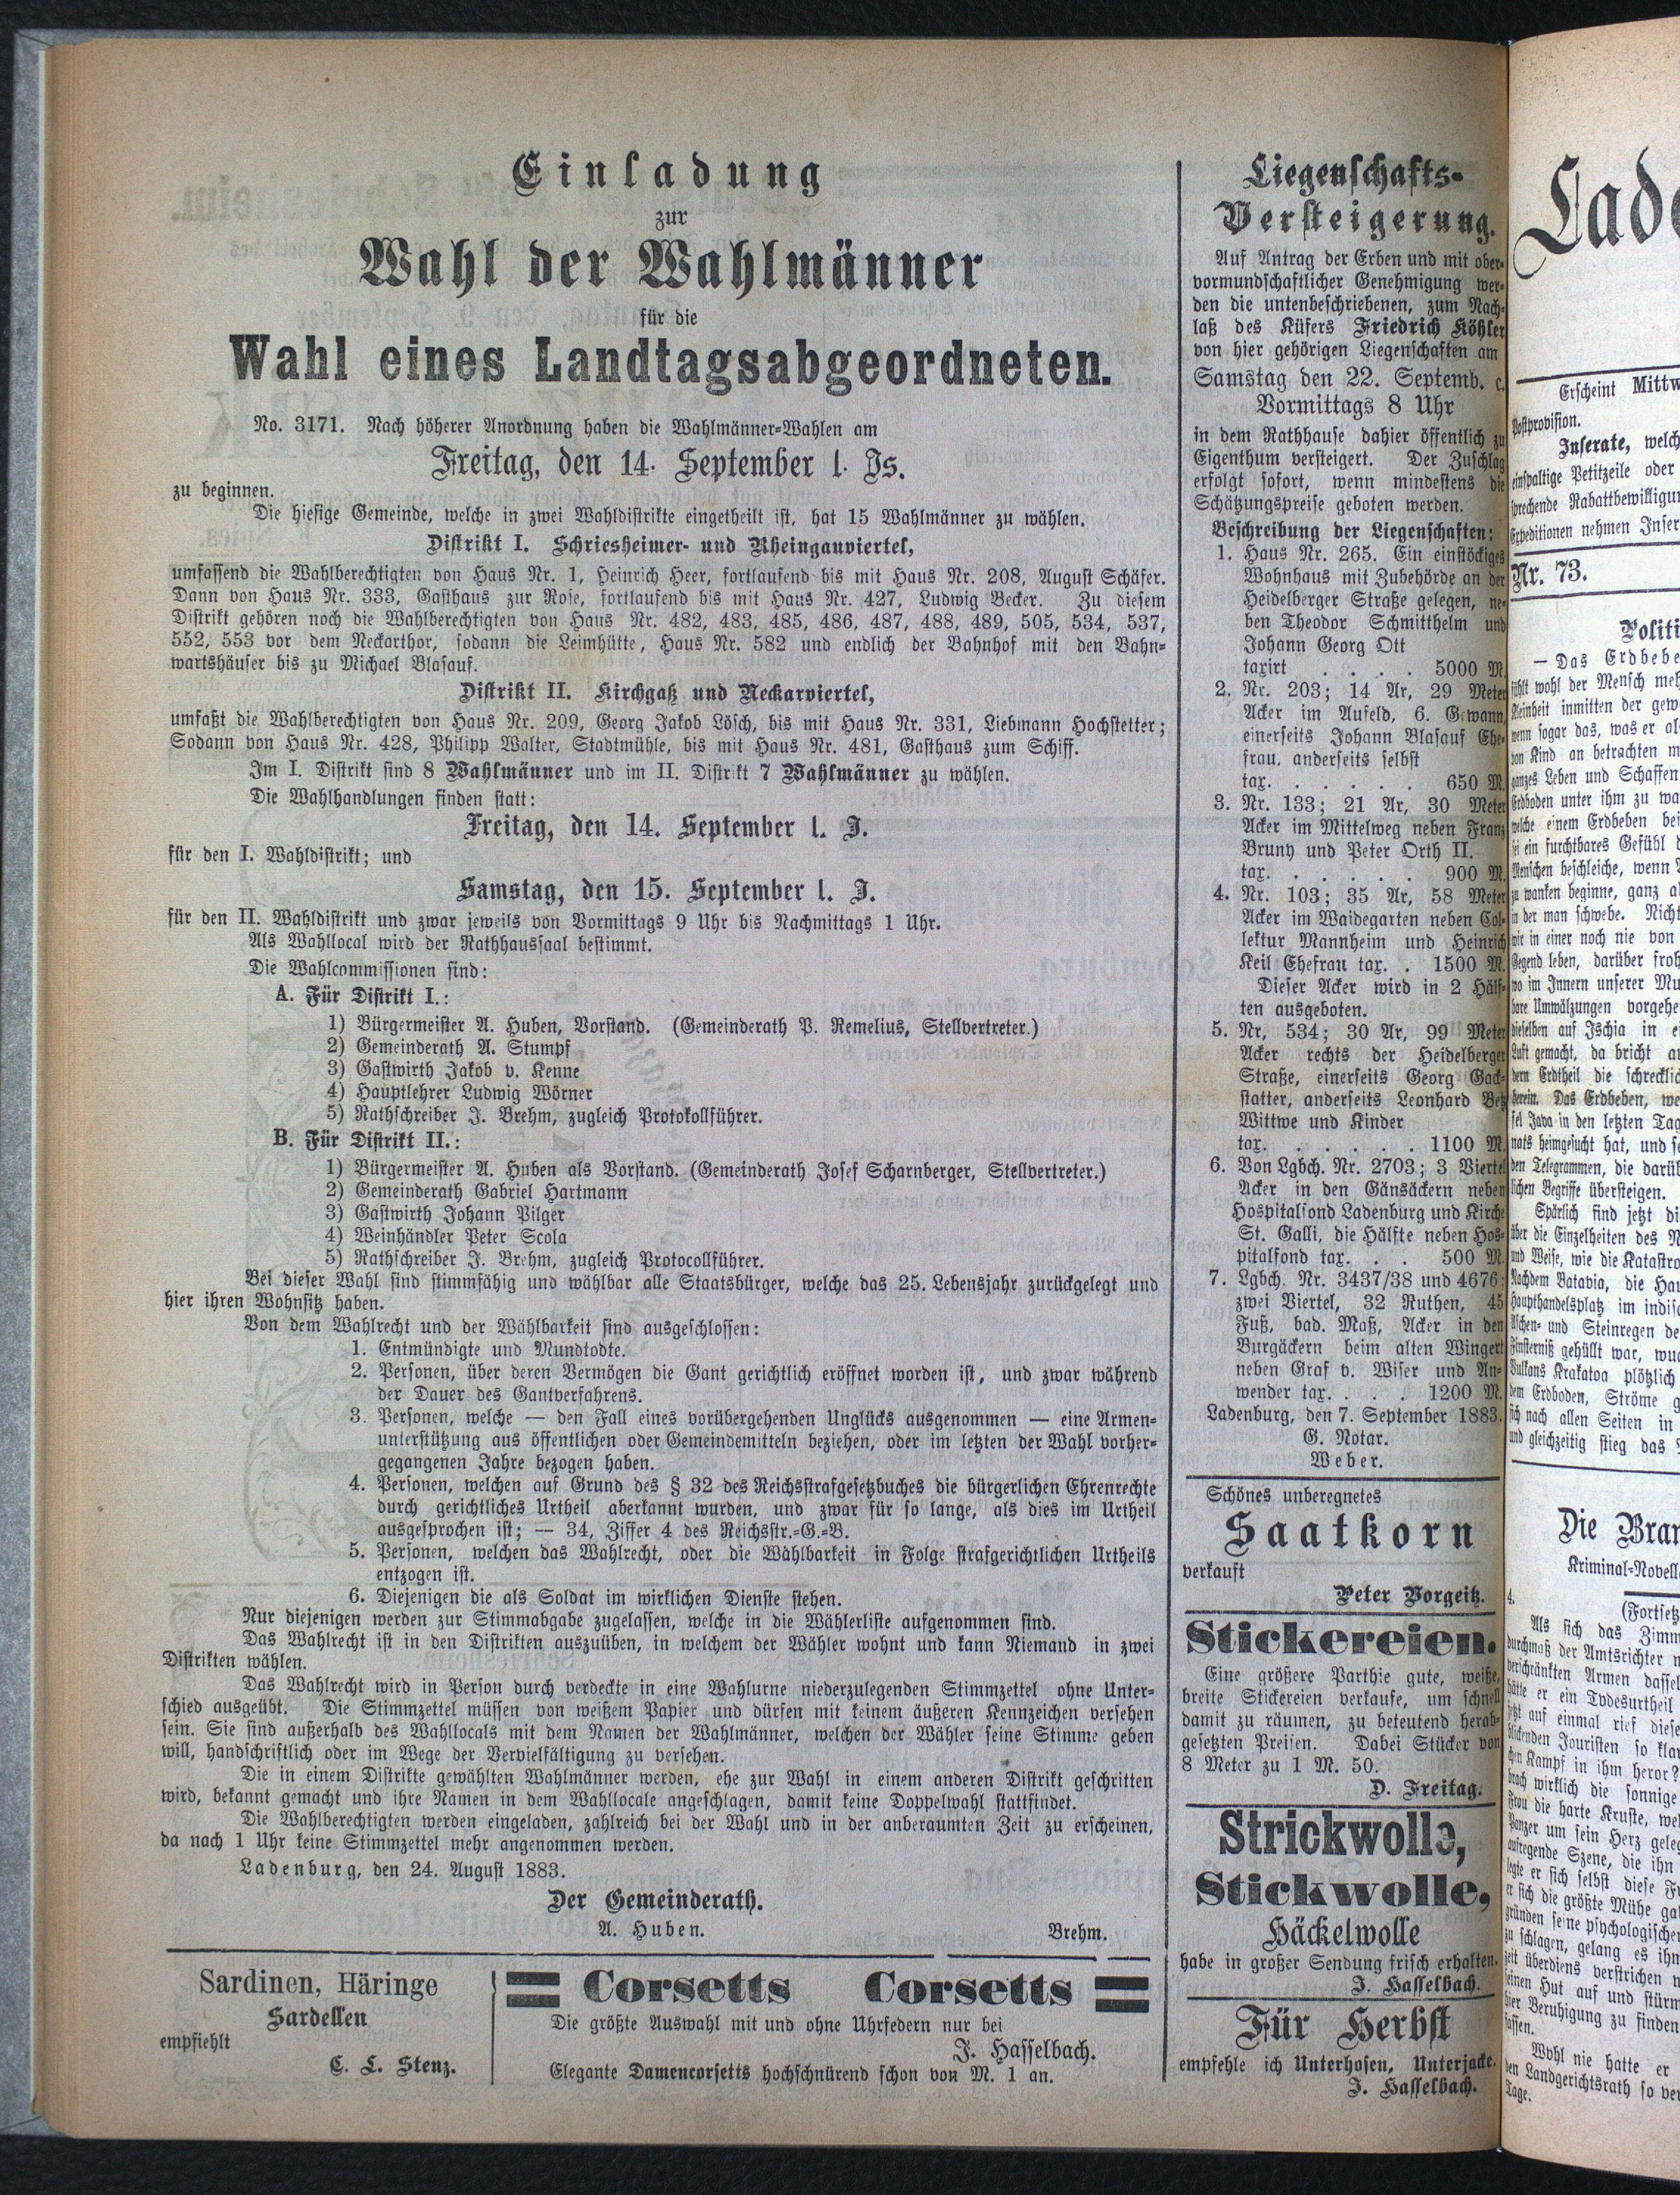 Einladung
zur
Wahl der Wahlmänner
für die
Wahl eines Landtagsabgeordneten.
No. 3171. Nach höherer Anordnung haben die Wahlmänner-Wahlen am
Freitag, den 14. September l. Js.
zu beginnen.
Die hiesige Gemeinde, welche in zwei Wahldistrikte eingetheilt ist, hat 15 Wahlmänner zu wählen.
Distrikt I. Schriesheimer- und Rheingauviertel,
umfassend die Wahlberechtigten von Haus Nr. 1, Heinrich Heer, fortlaufend bis mit Haus Nr. 208, August Schäfer.
Dann von Haus Nr. 333, Gasthaus zur Rose, fortlaufend bis mit Haus Nr. 427, Ludwig Becker. Zu diesem
Distrikt gehören noch die Wahlberechtigten von Haus Nr. 482, 483, 485, 486, 487, 488, 489, 505, 534, 537,
552, 553 vor dem Neckarthor, sodann die Leimhütte, Haus Nr. 582 und endlich der Bahnhof mit den Bahn-
wartshäuser bis zu Michael Blasauf.
Distrikt II. Kirchgaß und Neckarviertel,
umfaßt die Wahlberechtigten von Haus Nr. 209, Georg Jakob Lösch, bis mit Haus Nr. 331, Liebmann Hochstetter;
Sodann von Haus Nr. 428, Philipp Walter, Stadtmühle, bis mit Haus Nr. 481, Gasthaus zum Schiff.
Im I. Distrikt sind 8 Wahlmänner und im II. Distrikt 7 Wahlmänner zu wählen.
Die Wahlhandlungen finden statt:
Freitag, den 14. September l. J.
für den I. Wahldistrikt; und
Samstag, den 15. September l. J.
für den II. Wahldistrikt und zwar jeweils von Vormittags 9 Uhr bis Nachmittags 1 Uhr.
Als Wahllocal wird der Rathhaussaal bestimmt.
Die Wahlcommissionen sind:
A. Für Distrikt I.:
1) Bürgermeister A. Huben, Vorstand. (Gemeinderath P. Remelius, Stellvertreter.)
2) Gemeinderath A. Stumpf
3) Gastwirth Jakob v. Kenne
4) Hauptlehrer Ludwig Wörner
5) Rathschreiber J. Brehm, zugleich Protokollführer.
B. Für Distrikt II.:
1) Bürgermeister A. Huben als Vorstand. (Gemeinderath Josef Scharnberger, Stellvertreter.)
2) Gemeinderath Gabriel Hartmann
3) Gastwirth Johann Pilger
4) Weinhändler Peter Scola
5) Rathschreiber J. Brehm, zugleich Protocollführer.
Bei dieser Wahl sind stimmfähig und wählbar alle Staatsbürger, welche das 25. Lebensjahr zurückgelegt und
hier ihren Wohnsitz haben.
Von dem Wahlrecht und der Wählbarkeit sind ausgeschlossen:
1. Entmündigte und Mundtodte.
2. Personen, über deren Vermögen die Gant gerichtlich eröffnet worden ist, und zwar während
der Dauer des Gantverfahrens.
3. Personen, welche — den Fall eines vorübergehenden Unglücks ausgenommen — eine Armen-
unterstützung aus öffentlichen oder Gemeindemitteln beziehen, oder im letzten der Wahl vorher-
gegangenen Jahre bezogen haben.
4. Personen, welchen auf Grund des § 32 des Reichsstrafgesetzbuches die bürgerlichen Ehrenrechte
durch gerichtliches Urtheil aberkannt wurden, und zwar für so lange, als dies im Urtheil
ausgesprochen ist; — 34, Ziffer 4 des Reichsstr.-G.-B.
5. Personen, welchen das Wahlrecht, oder die Wählbarkeit in Folge strafgerichtlichen Urtheils
entzogen ist.
6. Diejenigen die als Soldat im wirklichen Dienste stehen.
Nur diejenigen werden zur Stimmabgabe zugelassen, welche in die Wählerliste aufgenommen sind.
Das Wahlrecht ist in den Distrikten auszuüben, in welchem der Wähler wohnt und kann Niemand in zwei
Distrikten wählen.
Das Wahlrecht wird in Person durch verdeckte in eine Wahlurne niederzulegenden Stimmzettel ohne Unter-
schied ausgeübt. Die Stimmzettel müssen von weißem Papier und dürfen mit keinem äußeren Kennzeichen versehen
sein. Sie sind außerhalb des Wahllocals mit dem Namen der Wahlmänner, welchen der Wähler seine Stimme geben
will, handschriftlich oder im Wege der Vervielfältigung zu versehen.
Die in einem Distrikte gewählten Wahlmänner werden, ehe zur Wahl in einem anderen Distrikt geschritten
wird, bekannt gemacht und ihre Namen in dem Wahllocale angeschlagen, damit keine Doppelwahl stattfindet.
Die Wahlberechtigten werden eingeladen, zahlreich bei der Wahl und in der anberaumten Zeit zu erscheinen,
da nach 1 Uhr keine Stimmzettel mehr angenommen werden.
Ladenburg, den 24. August 1883.
Der Gemeinderath.
A. Huben. Brehm.
Sardinen, Häringe
Sardellen
empfiehlt
C. L. Stenz.
Corsetts Corsetts
Die größte Auswahl mit und ohne Uhrfedern nur bei
J. Hasselbach.
Elegante Damencorsetts hochschnürend schon von M. 1 an.
Liegenschafts-
Versteigerung.
Auf Antrag der Erben und mit ober-
vormundschaftlicher Genehmigung wer-
den die untenbeschriebenen, zum Nach-
laß des Küfers Friedrich Köhler
von hier gehörigen Liegenschaften am
Samstag den 22. Septemb. c.
Vormittags 8 Uhr
in dem Rathhause dahier öffentlich zu
Eigenthum versteigert. Der Zuschlag
erfolgt sofort, wenn mindestens die
Schätzungspreise geboten werden.
Beschreibung der Liegenschaften:
1. Haus Nr. 265. Ein einstöckiges
Wohnhaus mit Zubehörde an der
Heidelberger Straße gelegen, ne-
ben Theodor Schmitthelm und
Johann Georg Ott
taxirt . . . . 5000 M.
2. Nr. 203; 14 Ar, 29 Meter
Acker im Aufeld, 6. Gewann,
einerseits Johann Blasauf Ehe-
frau, anderseits selbst
tax. . . . . . 650 M.
3. Nr. 133; 21 Ar, 30 Meter
Acker im Mittelweg neben Franz
Bruny und Peter Orth II.
tax. . . . . . 900 M.
4. Nr. 103; 35 Ar, 58 Meter
Acker im Waidegarten neben Col-
lektur Mannheim und Heinrich
Keil Ehefrau tax. . 1500 M.
Dieser Acker wird in 2 Hälf-
ten ausgeboten.
5. Nr, 534; 30 Ar, 99 Meter
Acker rechts der Heidelberger
Straße, einerseits Georg Gack-
statter, anderseits Leonhard Betz
Wittwe und Kinder
tax. . . . . . 1100 M.
6. Von Lgbch. Nr. 2703; 3 Viertel
Acker in den Gänsäckern neben
Hospitalfond Ladenburg und Kirche
St. Galli, die Hälfte neben Hos-
pitalfond tax. . . 500 M.
7. Lgbch. Nr. 3437/38 und 4676:
zwei Viertel, 32 Ruthen, 45
Fuß, bad. Maß, Acker in den
Burgäckern beim alten Wingert
neben Graf v. Wiser und An-
wender tax. . . . 1200 M.
Ladenburg, den 7. September 1883.
G. Notar.
Weber.
Schönes unberegnetes
Saatkorn
verkauft
Peter Vorgeitz.
Stickereien.
Eine größere Parthie gute, weiße,
breite Stickereien verkaufe, um schnell
damit zu räumen, zu beteutend herab-
gesetzten Preisen. Dabei Stücker von
8 Meter zu 1 M. 50.
D. Freitag.
Strickwolle,
Stickwolle,
Häckelwolle
habe in großer Sendung frisch erhalten.
J. Hasselbach.
Für Herbst
empfehle ich Unterhosen, Unterjacke.
J. Hasselbach.
Erscheint
Postprovision.
Inserate,
einspaltige Petitzeile oder
Nr. 73.
— Das
Die
(Fortsetz